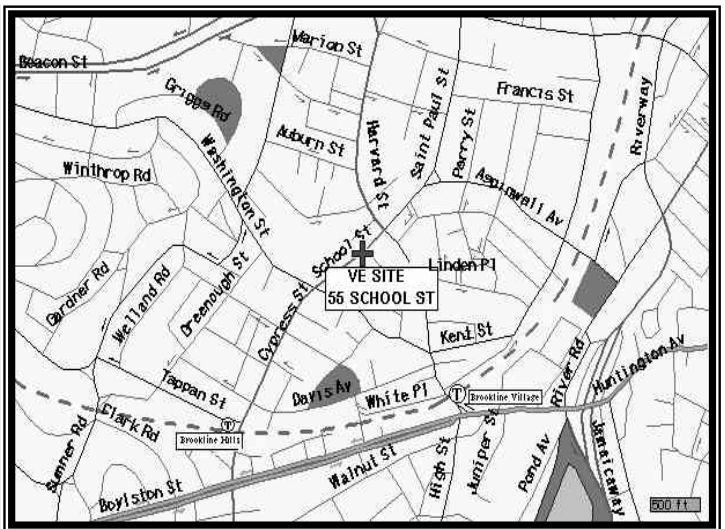 Marion St
Beacon St
Griggs Rd
Francis St
Riverway
Saint Paul St
Perry St
Harvard St
Auburn St
Washington St
Winthrop Rd
Aspinwall Av
School St
Linden Pl
VE SITE
55 SCHOOL ST
Gardner Rd
Welland Rd
Greenough St
Cypress St
Kent St
River Rd
Huntington Av
Tappan St
Davis Av
White Pl
T
Brookline Village
T
Brookline Hills
Clark Rd
Sumner Rd
Boylston St
Walnut St
High St
Juniper St
Pond Av
Jamaicaway
500 ft